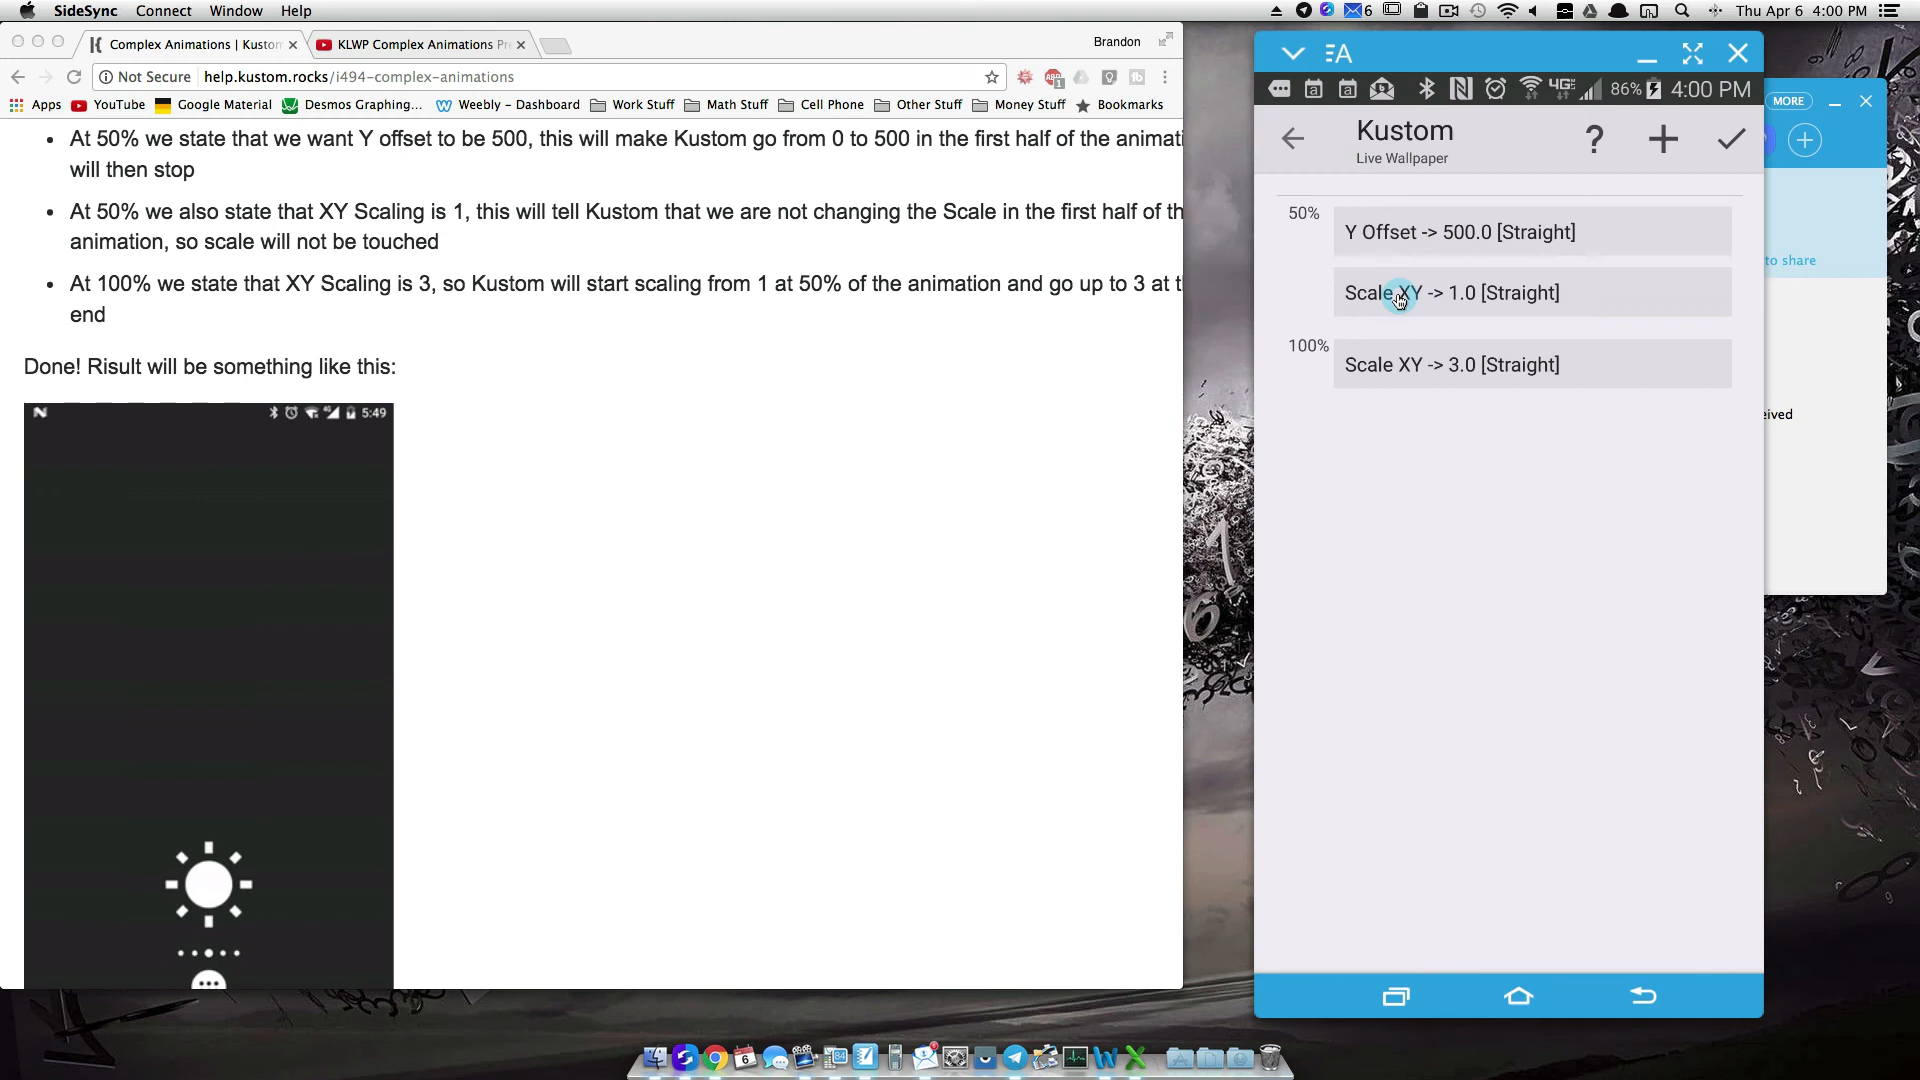 SideSync Connect Window Help
6
Thu Apr 6 4:00 PM
Complex Animations | Kustom
KLWP Complex Animations Pr
Brandon
Not Secure
help.kustom.rocks/i494-complex-animations
Apps YouTube Google Material Desmos Graphing... Weebly - Dashboard Work Stuff Math Stuff Cell Phone Other Stuff Money Stuff Bookmarks
At 50% we state that we want Y offset to be 500, this will make Kustom go from 0 to 500 in the first half of the animati
will then stop
At 50% we also state that XY Scaling is 1, this will tell Kustom that we are not changing the Scale in the first half of th
animation, so scale will not be touched
At 100% we state that XY Scaling is 3, so Kustom will start scaling from 1 at 50% of the animation and go up to 3 at t
end
Done! Risult will be something like this:
5:49
A
4G
86%
4:00 PM
Kustom
Live Wallpaper
?
50%
Y Offset -> 500.0 [Straight]
Scale XY -> 1.0 [Straight]
100%
Scale XY -> 3.0 [Straight]
MORE
to share
eived